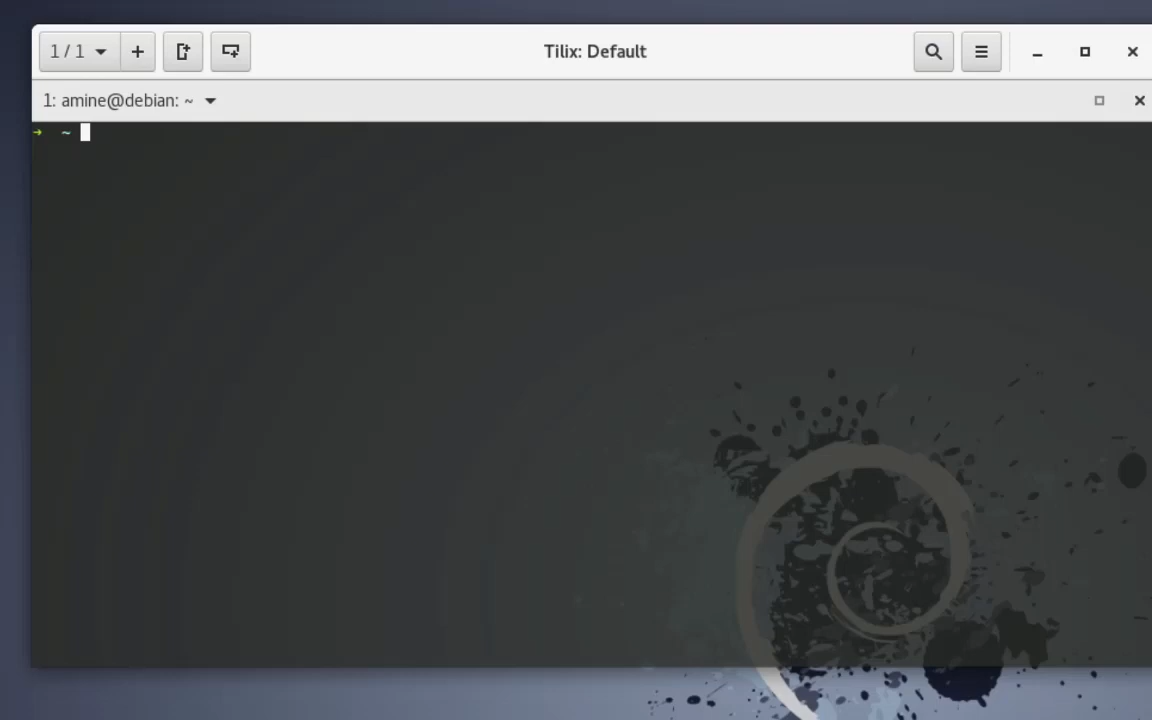 1 / 1
Tilix: Default
1: amine@debian: ~
➜ ~